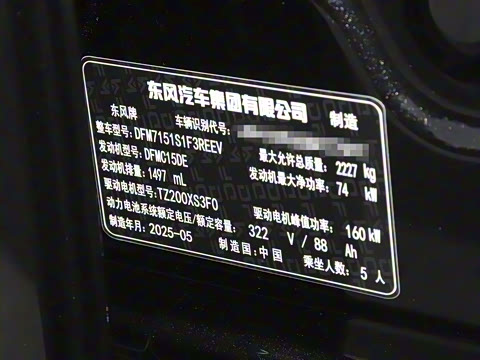 东风汽车集团有限公司 制造
东风牌 车辆识别代号:
整车型号: DFM7151S1F3REEV 最大允许总质量: 2227 kg
发动机型号: DFMC15DE 发动机最大净功率: 74 kW
发动机排量: 1497 mL
驱动电机型号: TZ200XS3F0 驱动电机峰值功率: 160 kW
动力电池系统额定电压/额定容量: 322 V / 88 Ah
制造年月: 2025-05 制造国: 中国 乘坐人数: 5 人